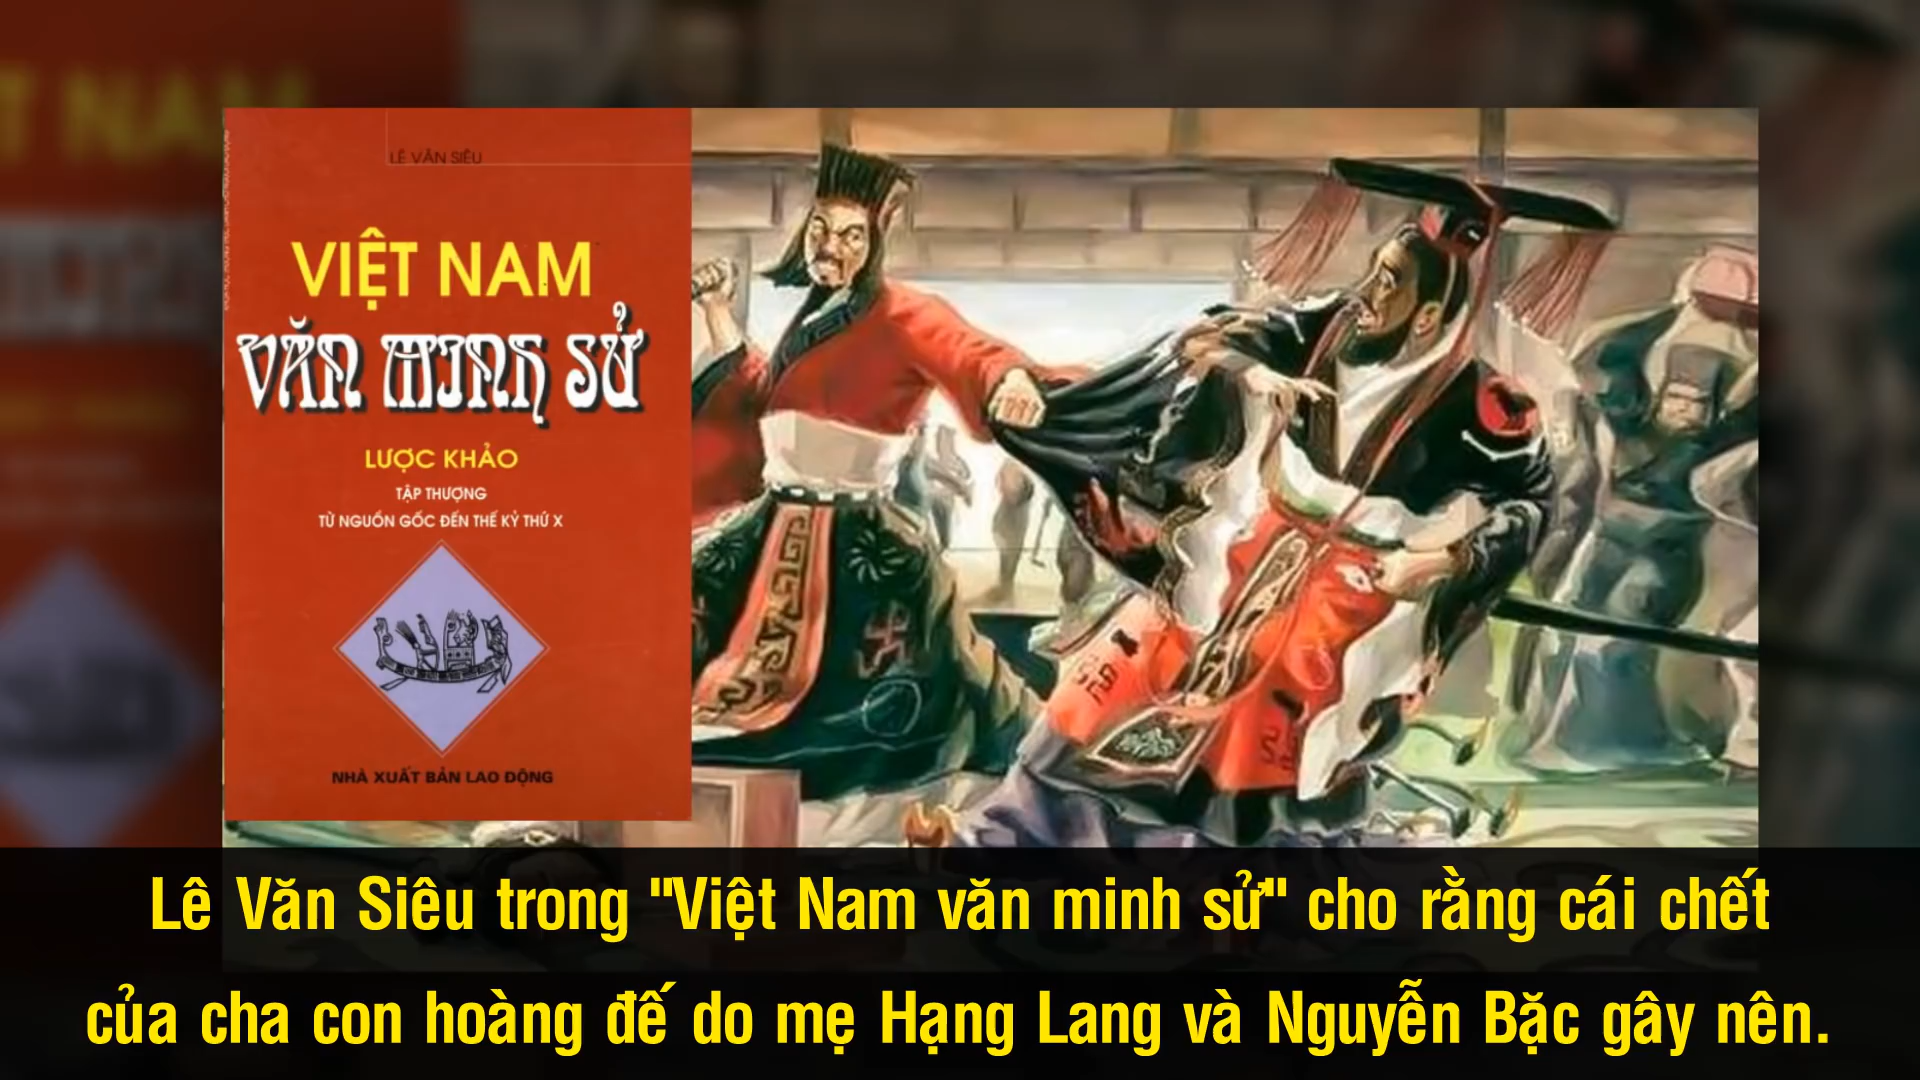 LÊ VĂN SIÊU
VIỆT NAM
VĂN MINH SỬ
LƯỢC KHẢO
TẬP THƯỢNG
TỪ NGUỒN GỐC ĐẾN THẾ KỶ THỨ X
NHÀ XUẤT BẢN LAO ĐỘNG
Lê Văn Siêu trong "Việt Nam văn minh sử" cho rằng cái chết
của cha con hoàng đế do mẹ Hạng Lang và Nguyễn Bặc gây nên.